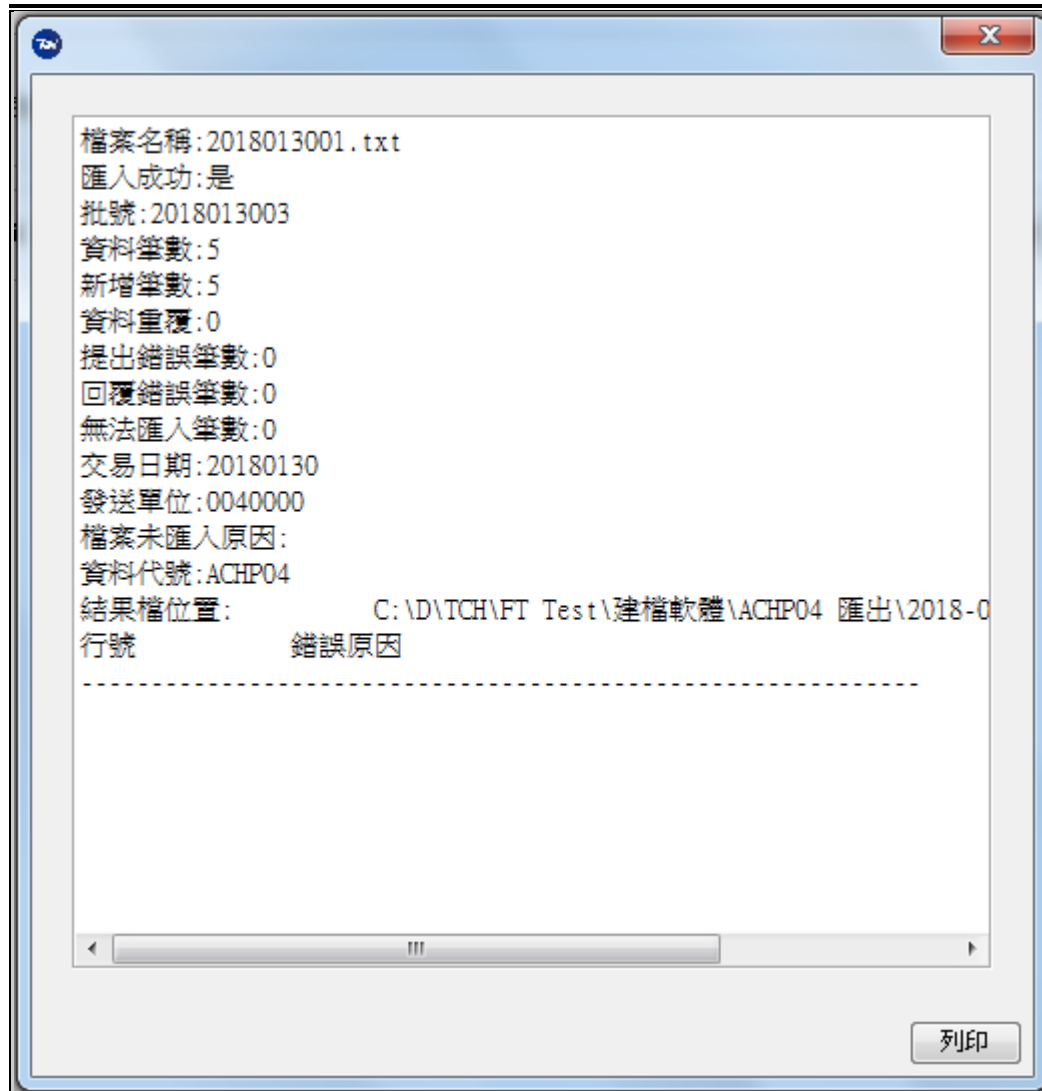 檔案名稱:2018013001.txt
匯入成功:是
批號:2018013003
資料筆數:5
新增筆數:5
資料重覆:0
提出錯誤筆數:0
回覆錯誤筆數:0
無法匯入筆數:0
交易日期:20180130
發送單位:0040000
檔案未匯入原因:
資料代號:ACHP04
結果檔位置: C:\D\TCH\FT Test\建檔軟體\ACHP04 匯出\2018-0
行號 錯誤原因
------------------------------------------------------------
列印